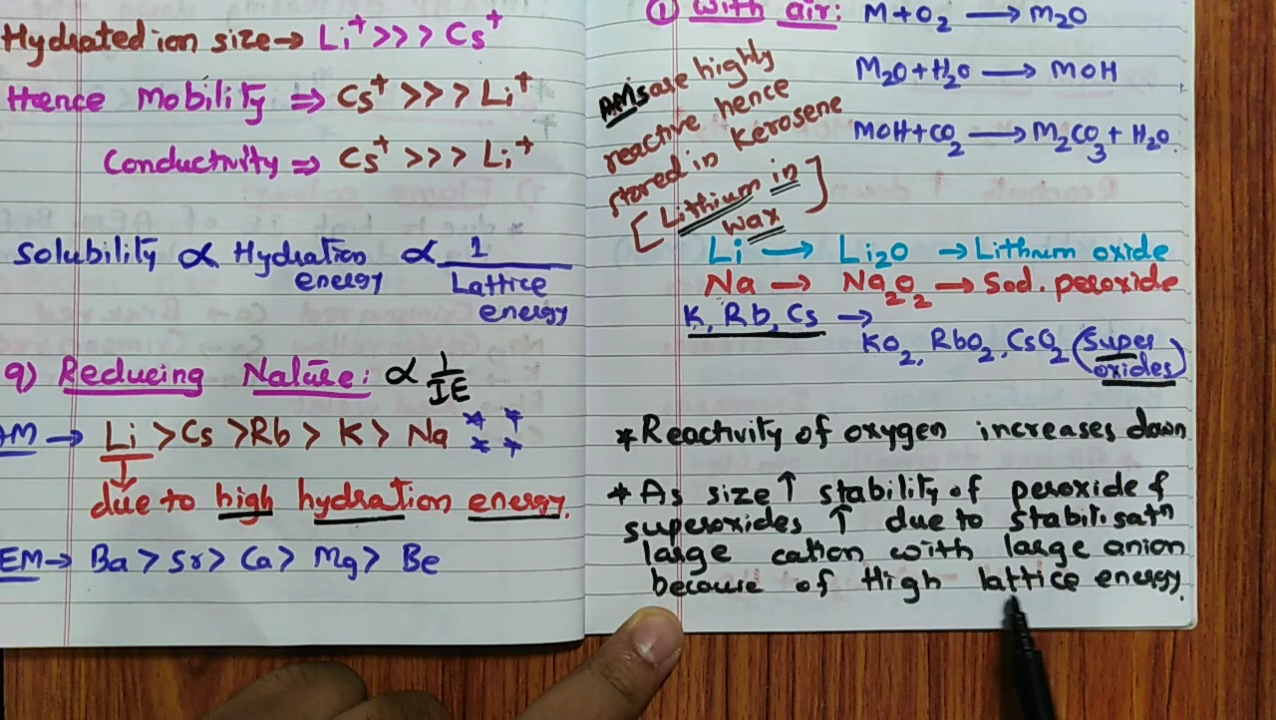 Hydrated ion size → Li⁺ >>> Cs⁺
Hence Mobility ⇒ Cs⁺ >>> Li⁺
Conductivity ⇒ Cs⁺ >>> Li⁺
Solubility ∝ Hydration energy ∝ 1/Lattice energy
9) Reducing Nature: ∝ 1/IE
AM → Li > Cs > Rb > K > Na
due to high hydration energy.
EM → Ba > Sr > Ca > Mg > Be
① With air: M + O₂ → M₂O
M₂O + H₂O → MOH
MOH + CO₂ → M₂CO₃ + H₂O.
AMs are highly
reactive hence
stored in Kerosene
[Lithium in
wax]
Li → Li₂O → Lithium oxide
Na → Na₂O₂ → Sod. peroxide
K, Rb, Cs →
KO₂, RbO₂, CsO₂ (Super
oxides)
* Reactivity of oxygen increases down
* As size ↑ stability of peroxide &
superoxides ↑ due to stabilisatn
large cation with large anion
because of High lattice energy.